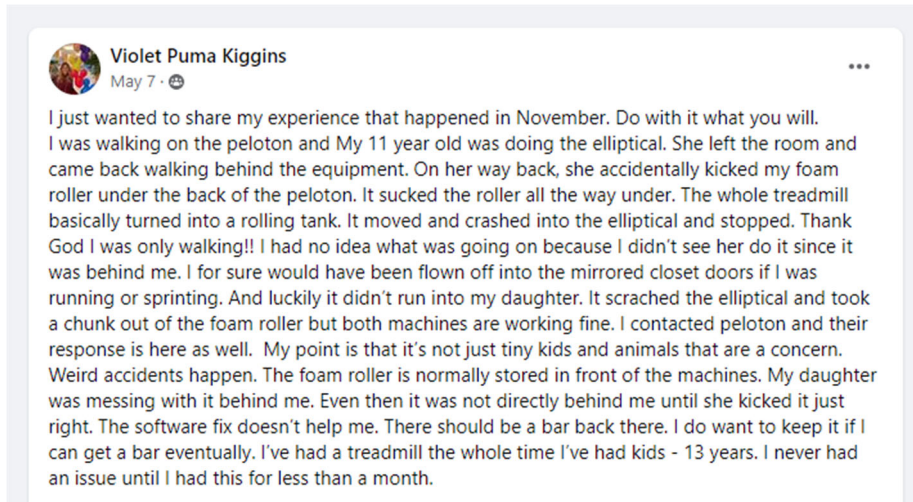 Violet Puma Kiggins
May 7 ·
I just wanted to share my experience that happened in November. Do with it what you will.
I was walking on the peloton and My 11 year old was doing the elliptical. She left the room and
came back walking behind the equipment. On her way back, she accidentally kicked my foam
roller under the back of the peloton. It sucked the roller all the way under. The whole treadmill
basically turned into a rolling tank. It moved and crashed into the elliptical and stopped. Thank
God I was only walking!! I had no idea what was going on because I didn't see her do it since it
was behind me. I for sure would have been flown off into the mirrored closet doors if I was
running or sprinting. And luckily it didn't run into my daughter. It scrached the elliptical and took
a chunk out of the foam roller but both machines are working fine. I contacted peloton and their
response is here as well.  My point is that it's not just tiny kids and animals that are a concern.
Weird accidents happen. The foam roller is normally stored in front of the machines. My daughter
was messing with it behind me. Even then it was not directly behind me until she kicked it just
right. The software fix doesn't help me. There should be a bar back there. I do want to keep it if I
can get a bar eventually. I've had a treadmill the whole time I've had kids - 13 years. I never had
an issue until I had this for less than a month.